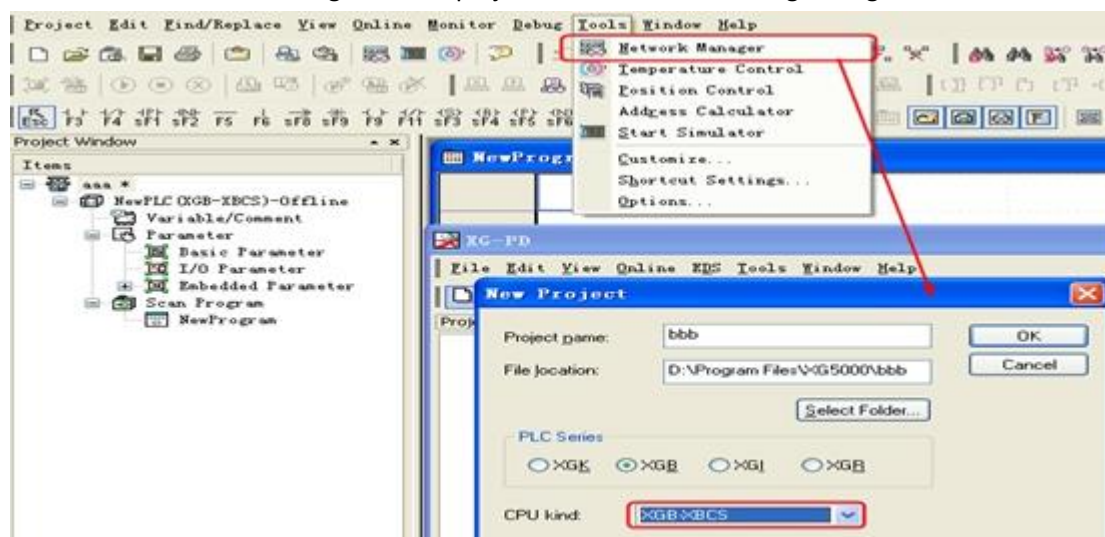 Project Edit Find/Replace View Online Monitor Debug Tools Window Help
Network Manager
Temperature Control
Position Control
Address Calculator
Start Simulator
Customize...
Shortcut Settings...
Options...
Project Window
Items
aaa *
NewPLC(XGB-XBCS)-Offline
Variable/Comment
Parameter
Basic Parameter
I/O Parameter
Embedded Parameter
Scan Program
NewProgram
NewProgr
XG-PD
File Edit View Online EDS Tools Window Help
New Project
Proj
Project name: bbb
OK
File location: D:\Program Files\XG5000\bbb
Cancel
Select Folder...
PLC Series
XGK XGB XGI XGR
CPU kind: XGB-XBCS